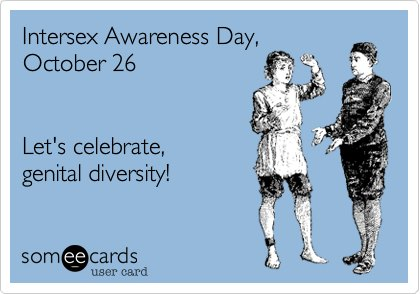 Intersex Awareness Day,
October 26
Let's celebrate,
genital diversity!
someecards
user card